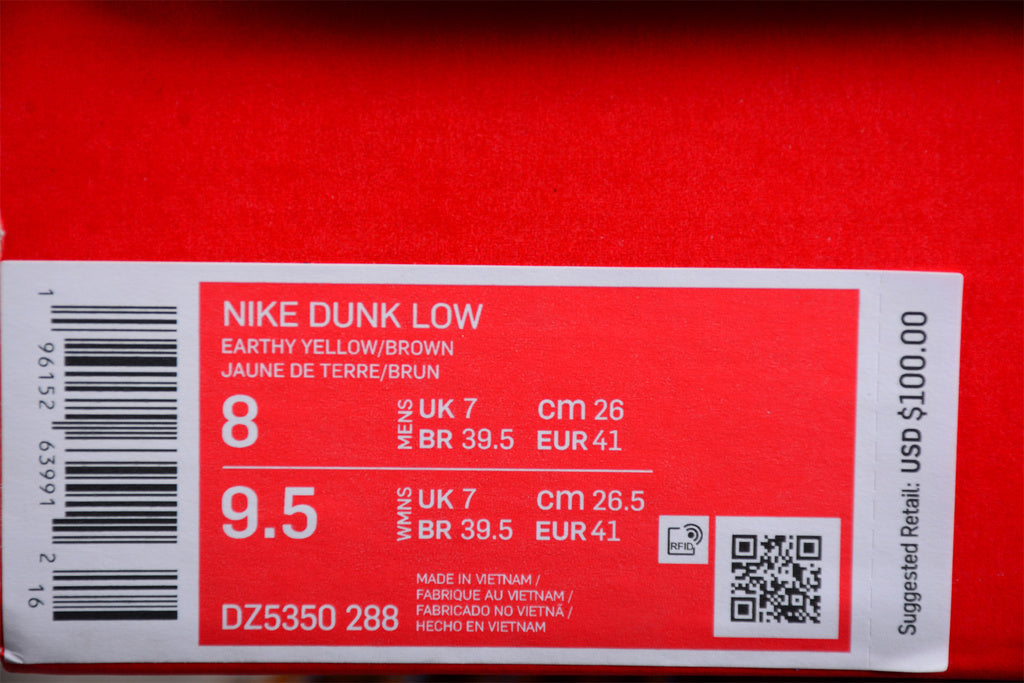 NIKE DUNK LOW
EARTHY YELLOW/BROWN
JAUNE DE TERRE/BRUN
8 MENS UK 7 cm 26
BR 39.5 EUR 41
9.5 WMNS UK 7 cm 26.5
BR 39.5 EUR 41
RFID
MADE IN VIETNAM /
FABRIQUE AU VIETNAM /
FABRICADO NO VIETNÃ /
HECHO EN VIETNAM
DZ5350 288
1 96152 63991 2 16
Suggested Retail: USD $100.00